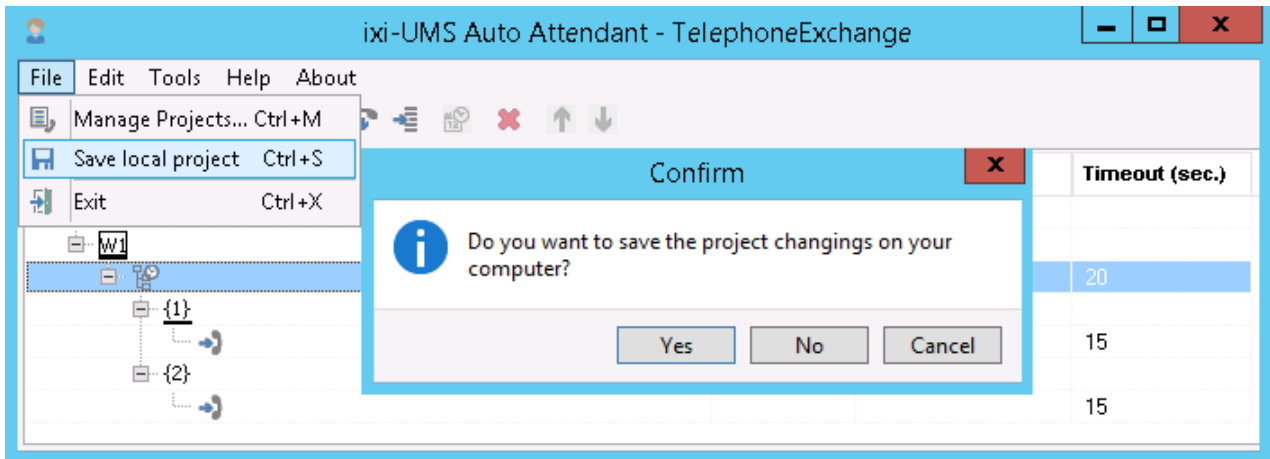 ixi-UMS Auto Attendant - TelephoneExchange
File Edit Tools Help About
Manage Projects... Ctrl+M
Save local project Ctrl+S
Exit Ctrl+X
Confirm
Do you want to save the project changings on your
computer?
Yes No Cancel
Timeout (sec.)
W1
20
{1}
15
{2}
15